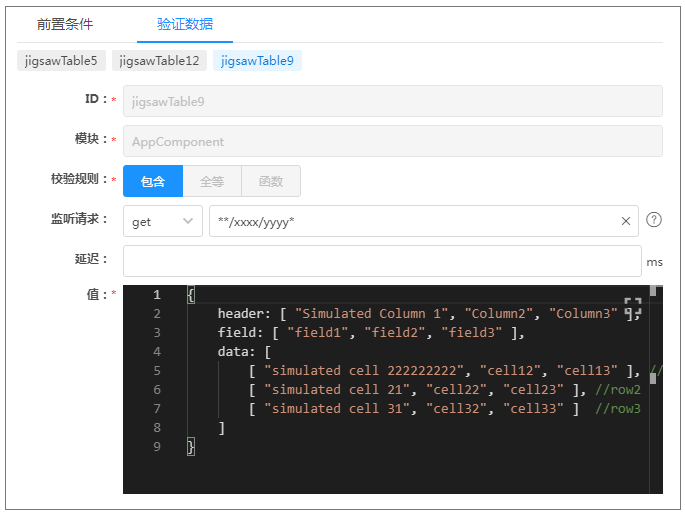 前置条件 验证数据
jigsawTable5 jigsawTable12 jigsawTable9
ID：* jigsawTable9
模块：* AppComponent
校验规则：* 包含 全等 函数
监听请求： get **/xxxx/yyyy* × ?
延迟： ms
值：* 1 {
2 header: [ "Simulated Column 1", "Column2", "Column3" ],
3 field: [ "field1", "field2", "field3" ],
4 data: [
5 [ "simulated cell 222222222", "cell12", "cell13" ], //
6 [ "simulated cell 21", "cell22", "cell23" ], //row2
7 [ "simulated cell 31", "cell32", "cell33" ] //row3
8 ]
9 }